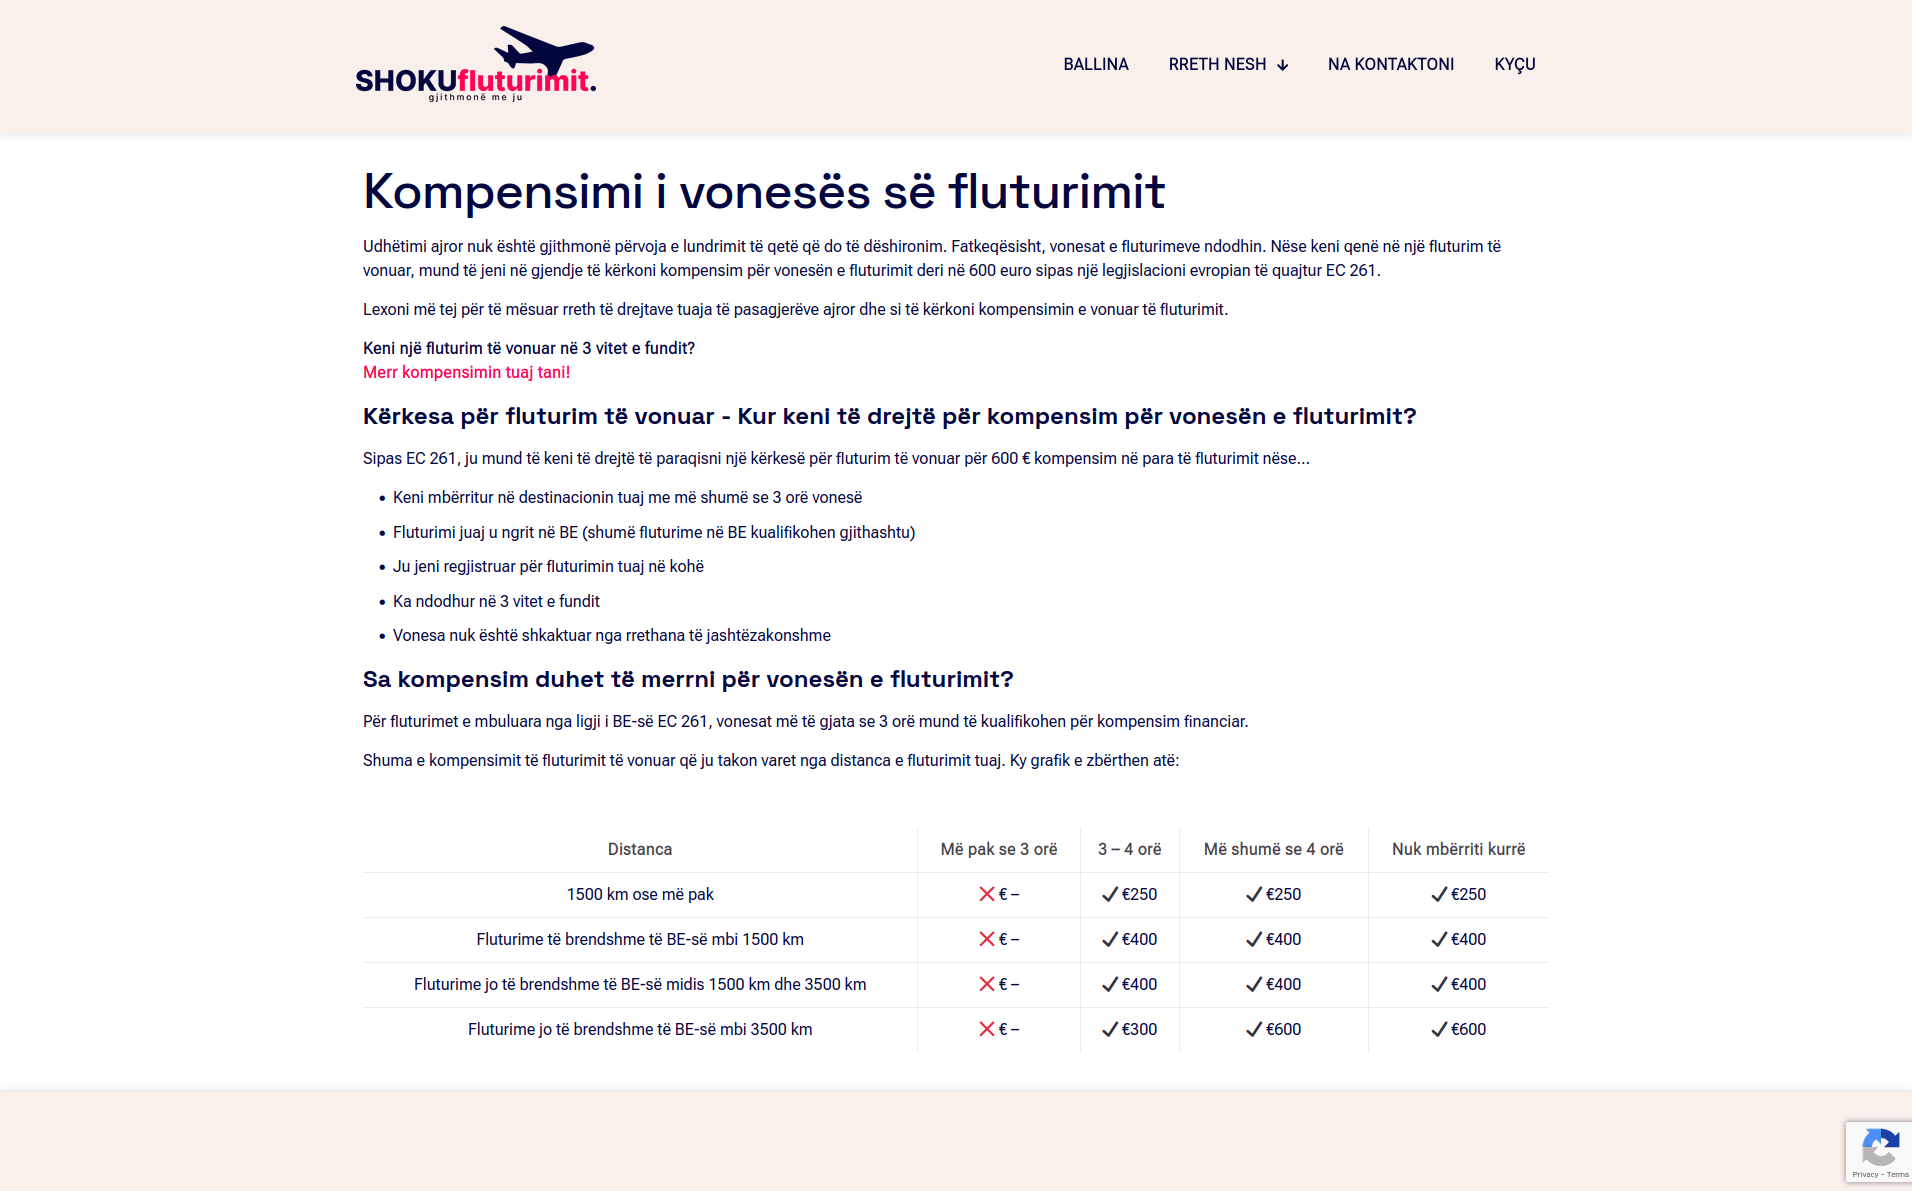 SHOKUfluturimit.
gjithmonë me ju
BALLINA
RRETH NESH
NA KONTAKTONI
KYÇU
Kompensimi i vonesës së fluturimit
Udhëtimi ajror nuk është gjithmonë përvoja e lundrimit të qetë që do të dëshironim. Fatkeqësisht, vonesat e fluturimeve ndodhin. Nëse keni qenë në një fluturim të
vonuar, mund të jeni në gjendje të kërkoni kompensim për vonesën e fluturimit deri në 600 euro sipas një legjislacioni evropian të quajtur EC 261.
Lexoni më tej për të mësuar rreth të drejtave tuaja të pasagjerëve ajror dhe si të kërkoni kompensimin e vonuar të fluturimit.
Keni një fluturim të vonuar në 3 vitet e fundit?
Merr kompensimin tuaj tani!
Kërkesa për fluturim të vonuar - Kur keni të drejtë për kompensim për vonesën e fluturimit?
Sipas EC 261, ju mund të keni të drejtë të paraqisni një kërkesë për fluturim të vonuar për 600 € kompensim në para të fluturimit nëse...
• Keni mbërritur në destinacionin tuaj me më shumë se 3 orë vonesë
• Fluturimi juaj u ngrit në BE (shumë fluturime në BE kualifikohen gjithashtu)
• Ju jeni regjistruar për fluturimin tuaj në kohë
• Ka ndodhur në 3 vitet e fundit
• Vonesa nuk është shkaktuar nga rrethana të jashtëzakonshme
Sa kompensim duhet të merrni për vonesën e fluturimit?
Për fluturimet e mbuluara nga ligji i BE-së EC 261, vonesat më të gjata se 3 orë mund të kualifikohen për kompensim financiar.
Shuma e kompensimit të fluturimit të vonuar që ju takon varet nga distanca e fluturimit tuaj. Ky grafik e zbërthen atë:
Distanca Më pak se 3 orë 3 – 4 orë Më shumë se 4 orë Nuk mbërriti kurrë
1500 km ose më pak ❌ € – ✔ €250 ✔ €250 ✔ €250
Fluturime të brendshme të BE-së mbi 1500 km ❌ € – ✔ €400 ✔ €400 ✔ €400
Fluturime jo të brendshme të BE-së midis 1500 km dhe 3500 km ❌ € – ✔ €400 ✔ €400 ✔ €400
Fluturime jo të brendshme të BE-së mbi 3500 km ❌ € – ✔ €300 ✔ €600 ✔ €600
Privacy - Terms